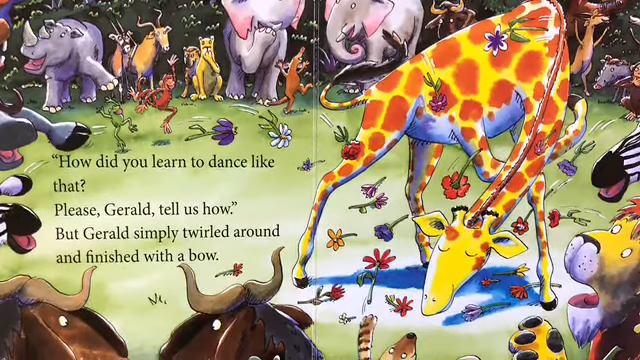 “How did you learn to dance like
that?
Please, Gerald, tell us how.”
But Gerald simply twirled around
and finished with a bow.